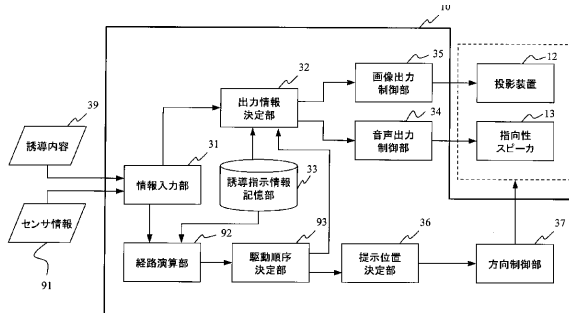 10
39
誘導内容
センサ情報
91
31
情報入力部
32
出力情報
決定部
33
誘導指示情報
記憶部
35
画像出力
制御部
34
音声出力
制御部
12
投影装置
13
指向性
スピーカ
92
経路演算部
93
駆動順序
決定部
36
提示位置
決定部
37
方向制御部